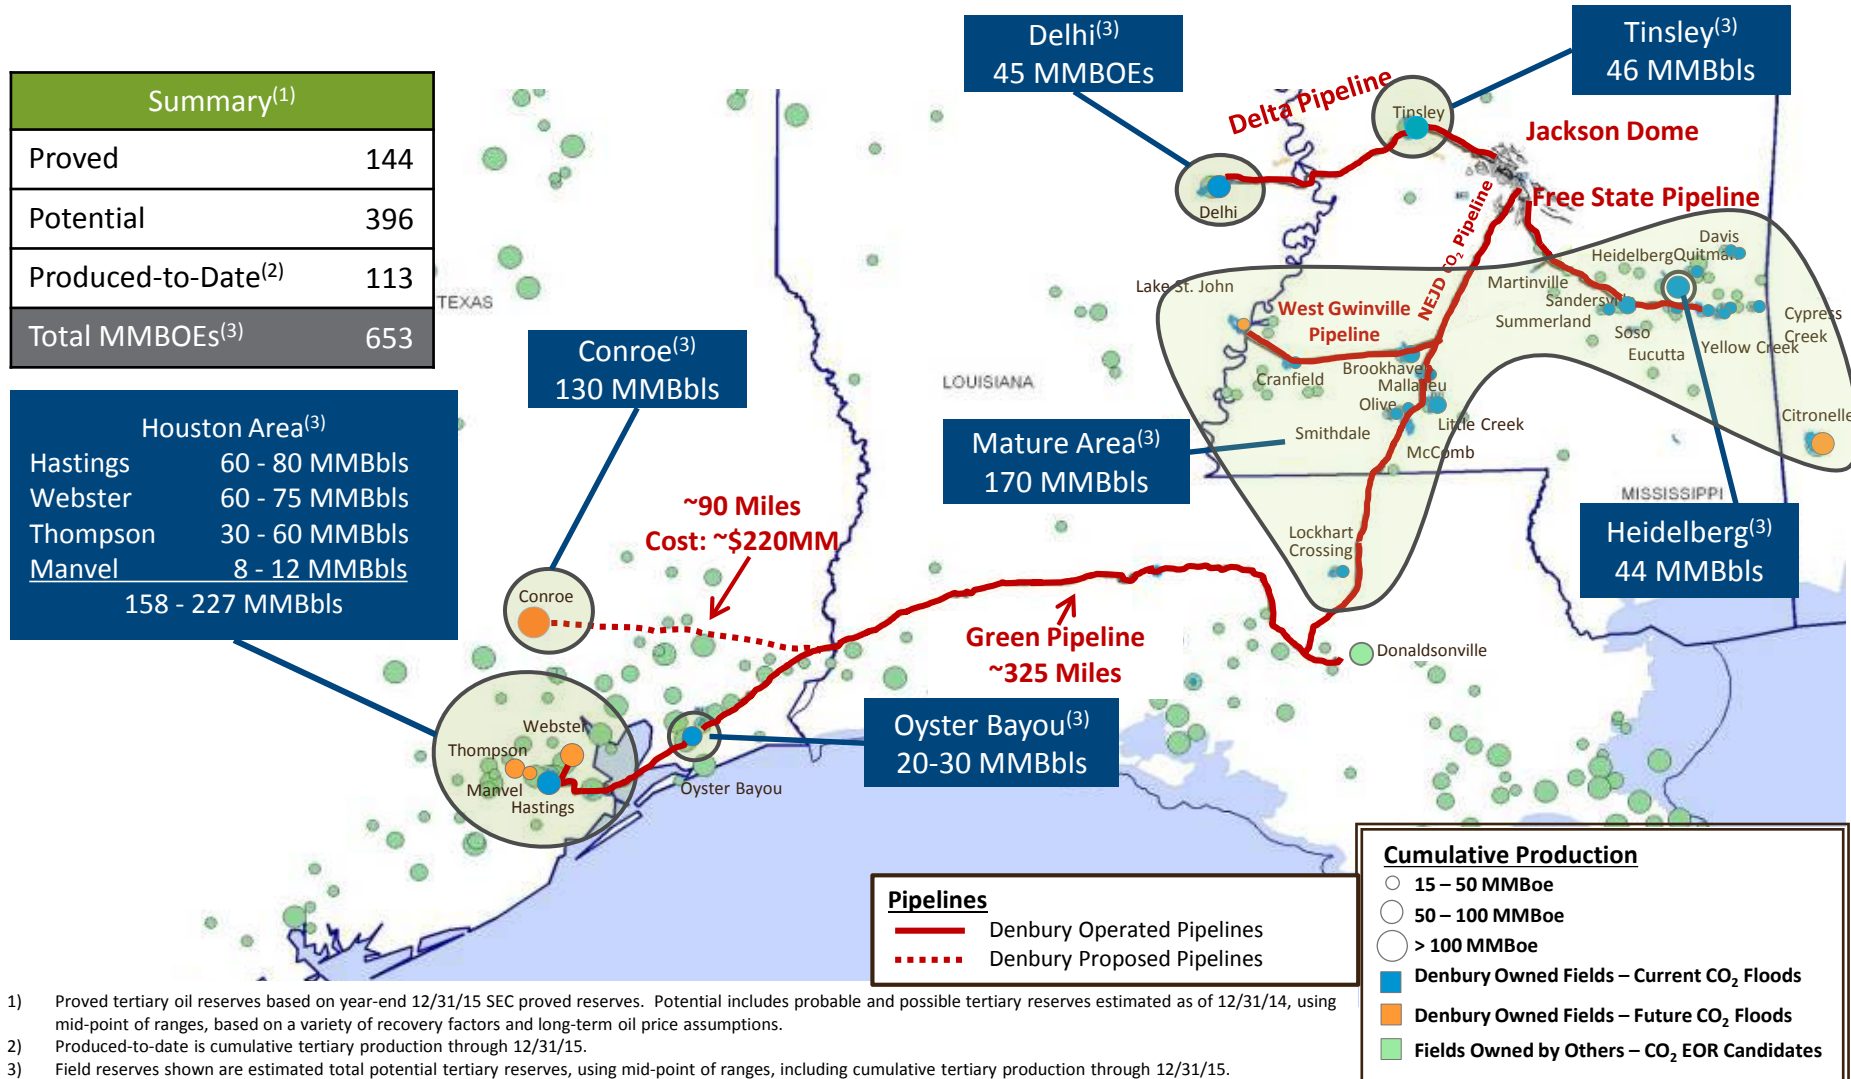 Summary(1)
Proved 144
Potential 396
Produced-to-Date(2) 113
Total MMBOEs(3) 653
Houston Area(3)
Hastings 60 - 80 MMBbls
Webster 60 - 75 MMBbls
Thompson 30 - 60 MMBbls
Manvel 8 - 12 MMBbls
158 - 227 MMBbls
Delhi(3)
45 MMBOEs
Tinsley(3)
46 MMBbls
Delta Pipeline
Tinsley
Jackson Dome
Delhi
Free State Pipeline
NEJD CO2 Pipeline
Davis
Heidelberg
Lake St. John
Martinville
West Gwinville
Pipeline
Summerland
Soso
Cypress
Creek
Eucutta
Yellow Creek
Cranfield
Olive
Little Creek
Smithdale
McComb
Citronelle
TEXAS
LOUISIANA
MISSISSIPPI
Conroe(3)
130 MMBbls
Mature Area(3)
170 MMBbls
Heidelberg(3)
44 MMBbls
~90 Miles
Cost: ~$220MM
Lockhart
Crossing
Conroe
Green Pipeline
~325 Miles
Donaldsonville
Oyster Bayou(3)
20-30 MMBbls
Webster
Thompson
Manvel
Hastings
Oyster Bayou
Pipelines
Denbury Operated Pipelines
Denbury Proposed Pipelines
Cumulative Production
15 – 50 MMBoe
50 – 100 MMBoe
> 100 MMBoe
Denbury Owned Fields – Current CO2 Floods
Denbury Owned Fields – Future CO2 Floods
Fields Owned by Others – CO2 EOR Candidates
1) Proved tertiary oil reserves based on year-end 12/31/15 SEC proved reserves. Potential includes probable and possible tertiary reserves estimated as of 12/31/14, using
mid-point of ranges, based on a variety of recovery factors and long-term oil price assumptions.
2) Produced-to-date is cumulative tertiary production through 12/31/15.
3) Field reserves shown are estimated total potential tertiary reserves, using mid-point of ranges, including cumulative tertiary production through 12/31/15.